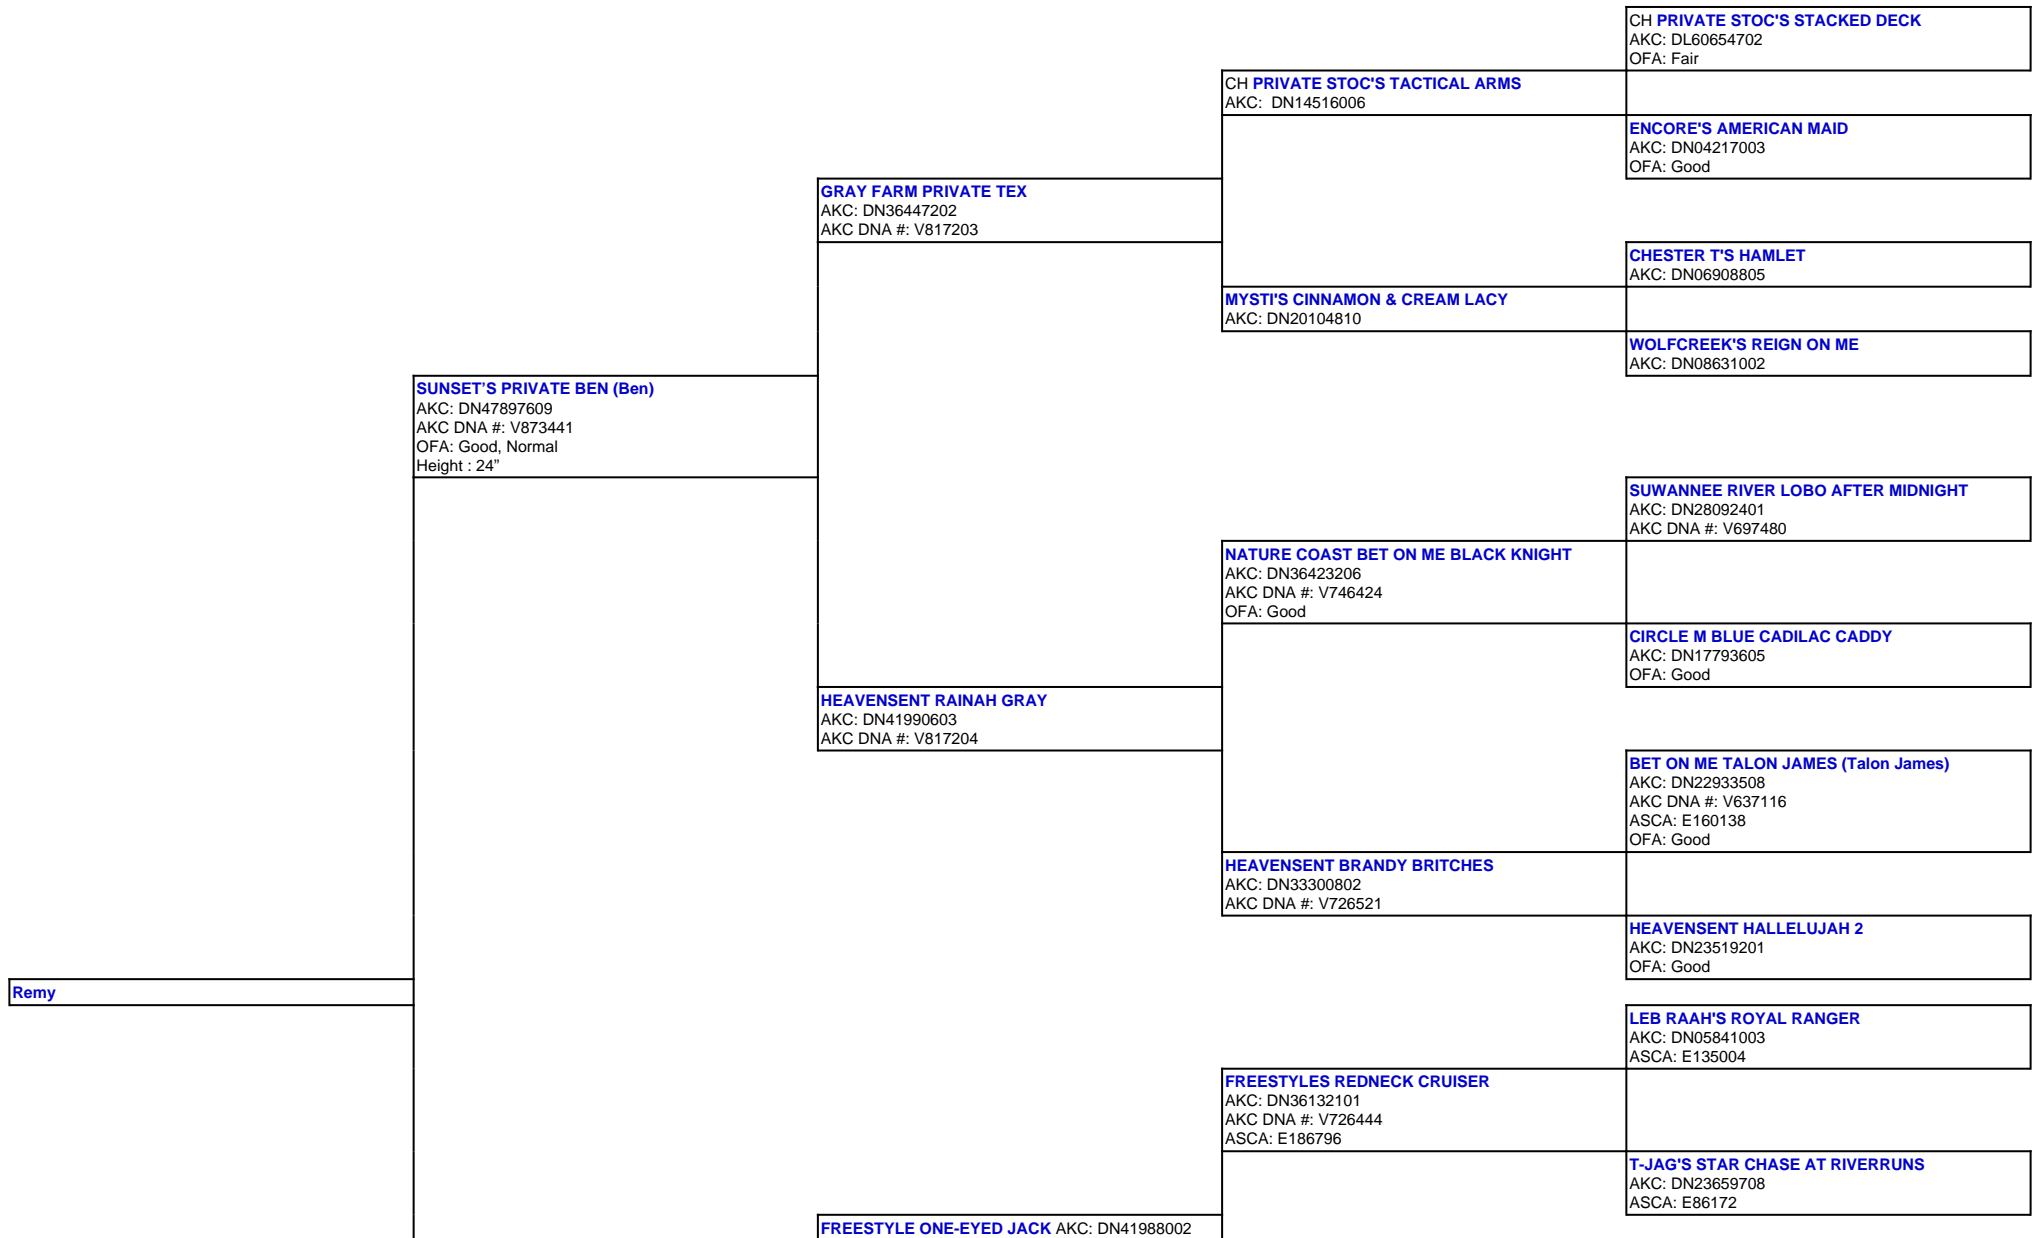 CH PRIVATE STOC'S STACKED DECK
AKC: DL60654702
OFA: Fair
CH PRIVATE STOC'S TACTICAL ARMS
AKC: DN14516006
ENCORE'S AMERICAN MAID
AKC: DN04217003
OFA: Good
GRAY FARM PRIVATE TEX
AKC: DN36447202
AKC DNA #: V817203
CHESTER T'S HAMLET
AKC: DN06908805
MYSTI'S CINNAMON & CREAM LACY
AKC: DN20104810
WOLFCREEK'S REIGN ON ME
AKC: DN08631002
SUNSET’S PRIVATE BEN (Ben)
AKC: DN47897609
AKC DNA #: V873441
OFA: Good, Normal
Height : 24”
SUWANNEE RIVER LOBO AFTER MIDNIGHT
AKC: DN28092401
AKC DNA #: V697480
NATURE COAST BET ON ME BLACK KNIGHT
AKC: DN36423206
AKC DNA #: V746424
OFA: Good
CIRCLE M BLUE CADILAC CADDY
AKC: DN17793605
OFA: Good
HEAVENSENT RAINAH GRAY
AKC: DN41990603
AKC DNA #: V817204
BET ON ME TALON JAMES (Talon James)
AKC: DN22933508
AKC DNA #: V637116
ASCA: E160138
OFA: Good
HEAVENSENT BRANDY BRITCHES
AKC: DN33300802
AKC DNA #: V726521
HEAVENSENT HALLELUJAH 2
AKC: DN23519201
OFA: Good
Remy
LEB RAAH'S ROYAL RANGER
AKC: DN05841003
ASCA: E135004
FREESTYLES REDNECK CRUISER
AKC: DN36132101
AKC DNA #: V726444
ASCA: E186796
T-JAG'S STAR CHASE AT RIVERRUNS
AKC: DN23659708
ASCA: E86172
FREESTYLE ONE-EYED JACK AKC: DN41988002